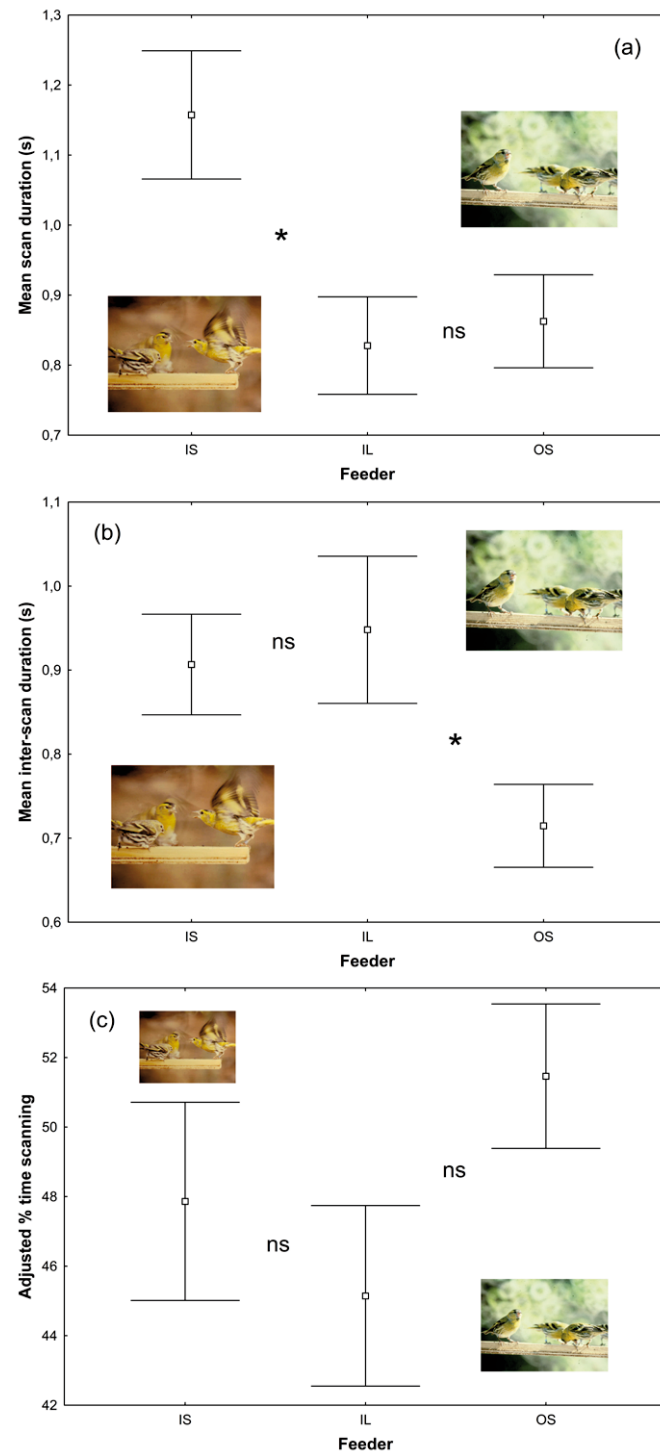 (a)
Mean scan duration (s)
1,3
1,2
1,1
1,0
0,9
0,8
0,7
*
ns
IS IL OS
Feeder
(b)
Mean inter-scan duration (s)
1,1
1,0
0,9
0,8
0,7
0,6
ns
*
IS IL OS
Feeder
(c)
Adjusted % time scanning
54
52
50
48
46
44
42
ns
ns
IS IL OS
Feeder